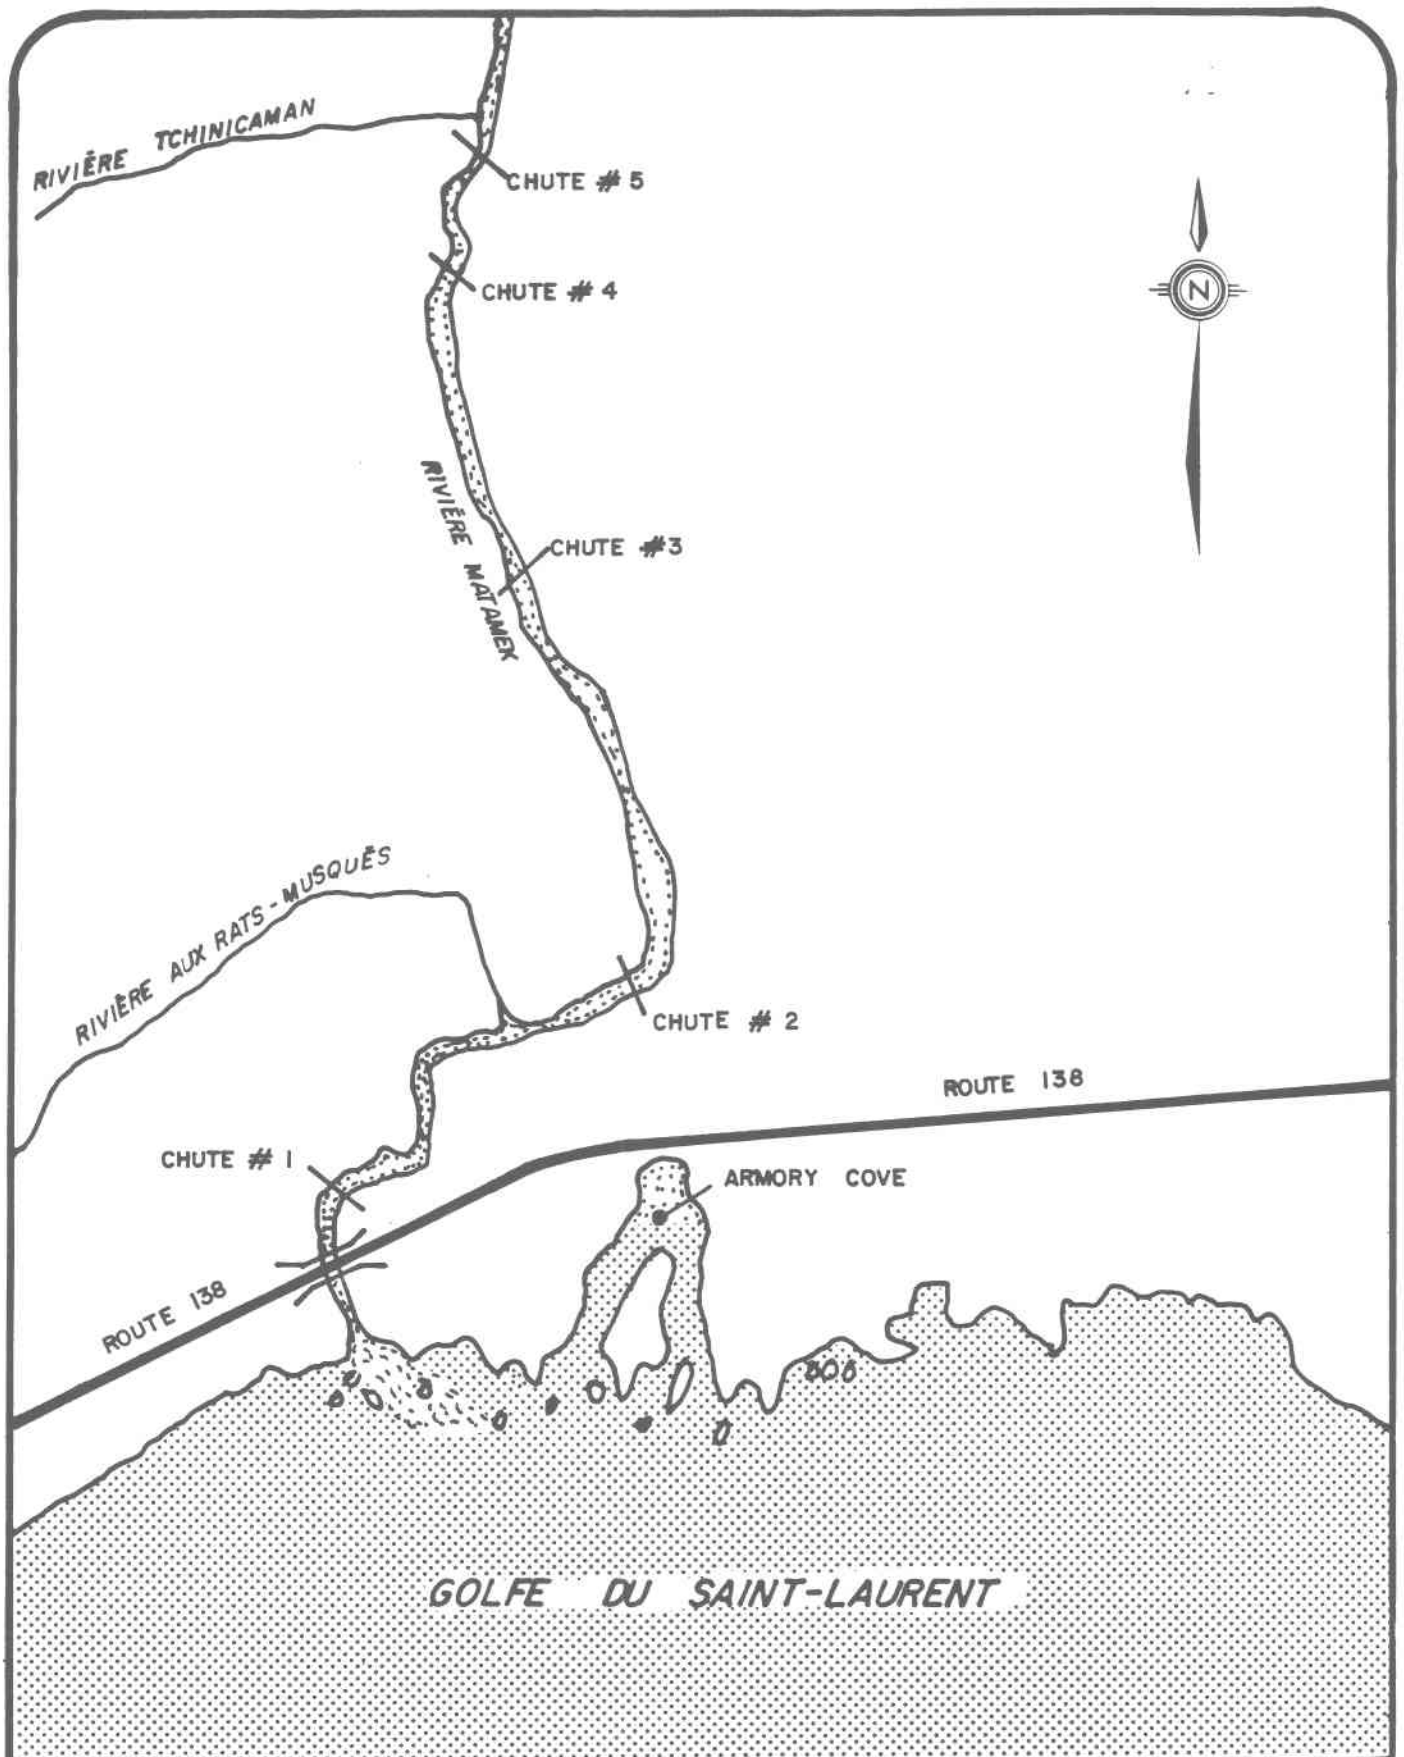 RIVIÈRE TCHINICAMAN
CHUTE # 5
CHUTE # 4
N
RIVIÈRE MATAMEK
CHUTE #3
RIVIÈRE AUX RATS-MUSQUÉS
CHUTE # 2
ROUTE 138
CHUTE # 1
ARMORY COVE
ROUTE 138
GOLFE DU SAINT-LAURENT